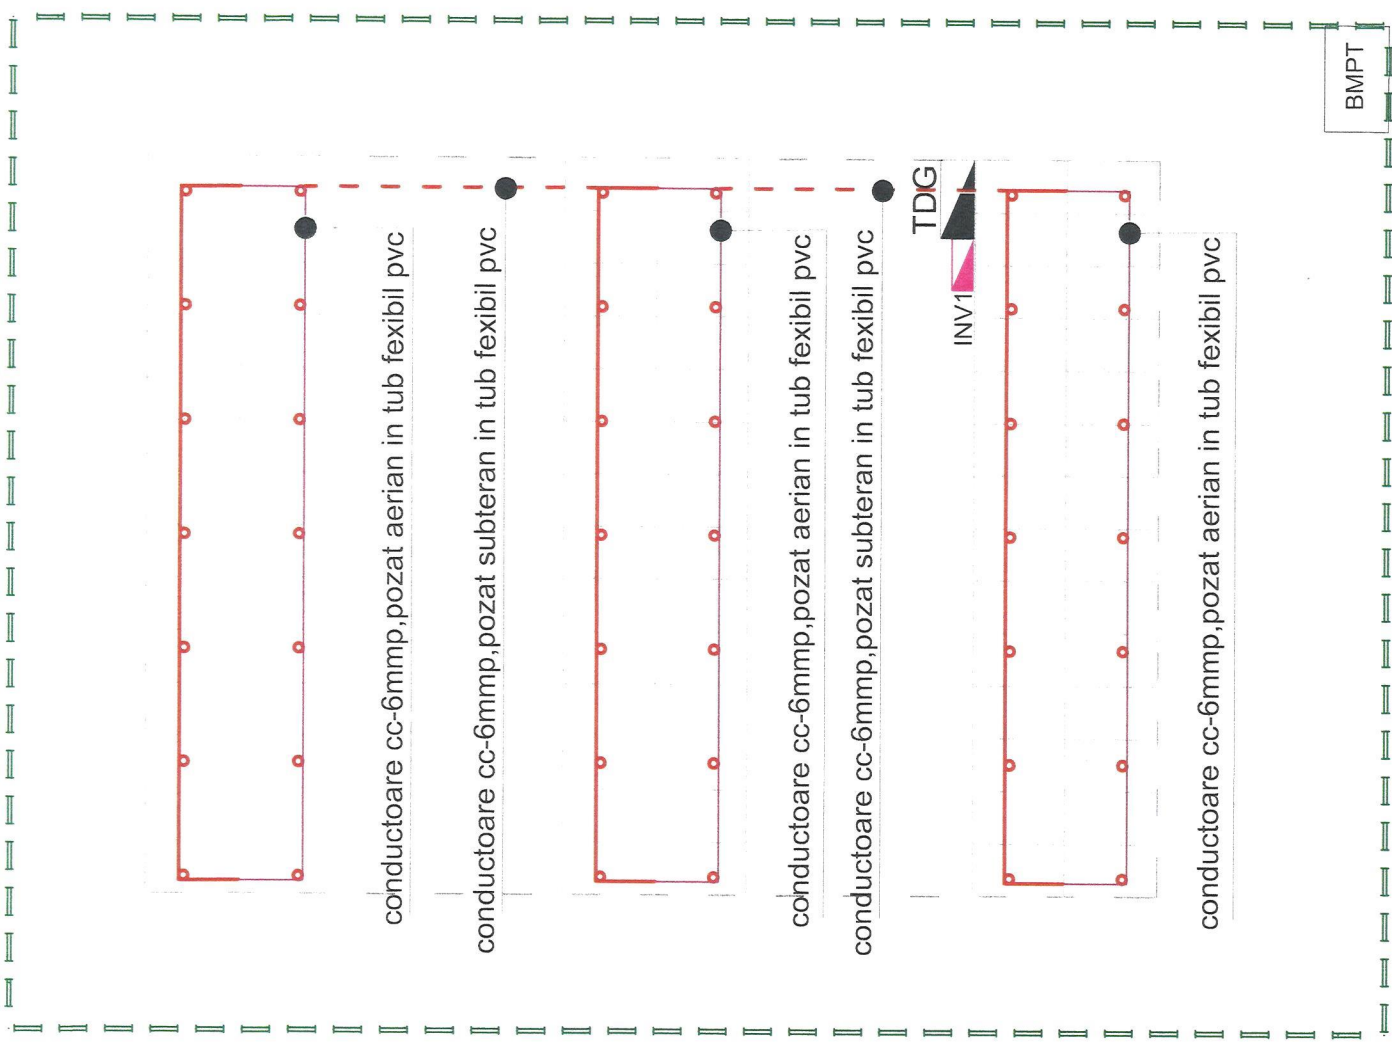 BMPT
TDG
INV1
conductoare cc-6mmp,pozat aerian in tub fexibil pvc
conductoare cc-6mmp,pozat subteran in tub fexibil pvc
conductoare cc-6mmp,pozat aerian in tub fexibil pvc
conductoare cc-6mmp,pozat subteran in tub fexibil pvc
conductoare cc-6mmp,pozat aerian in tub fexibil pvc